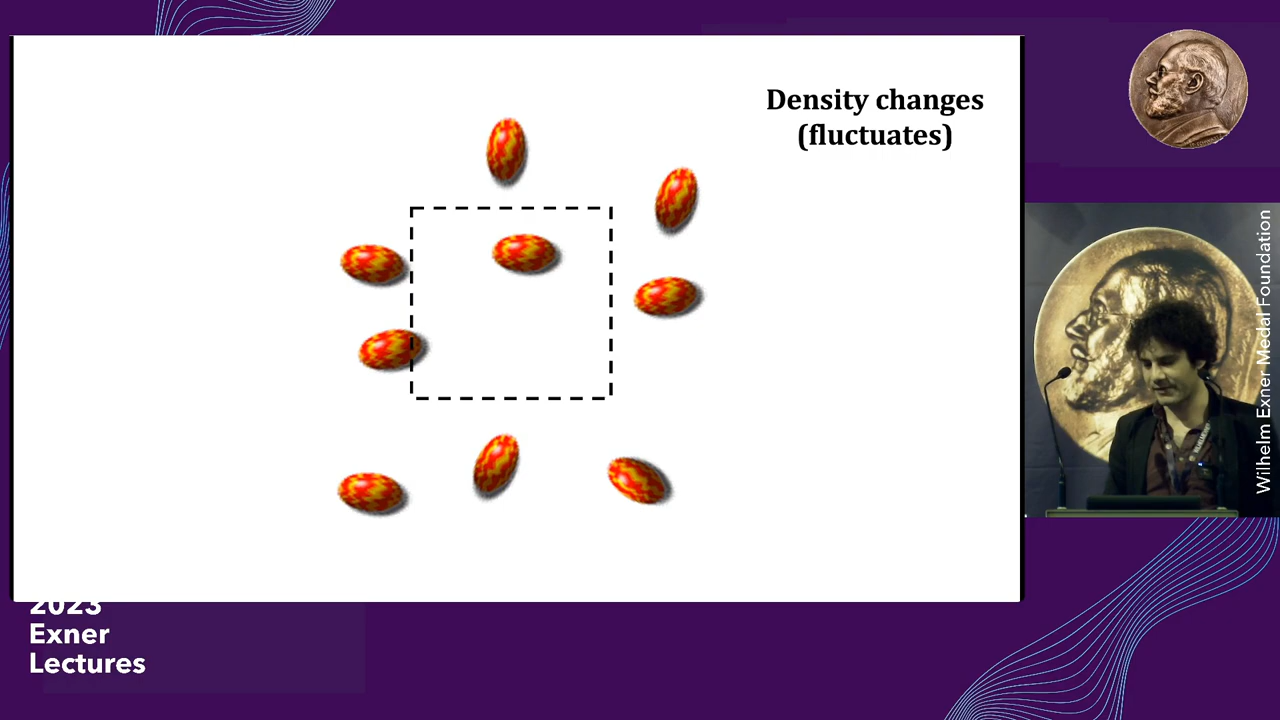 Density changes
(fluctuates)
Wilhelm Exner Medal Foundation
2023
Exner
Lectures